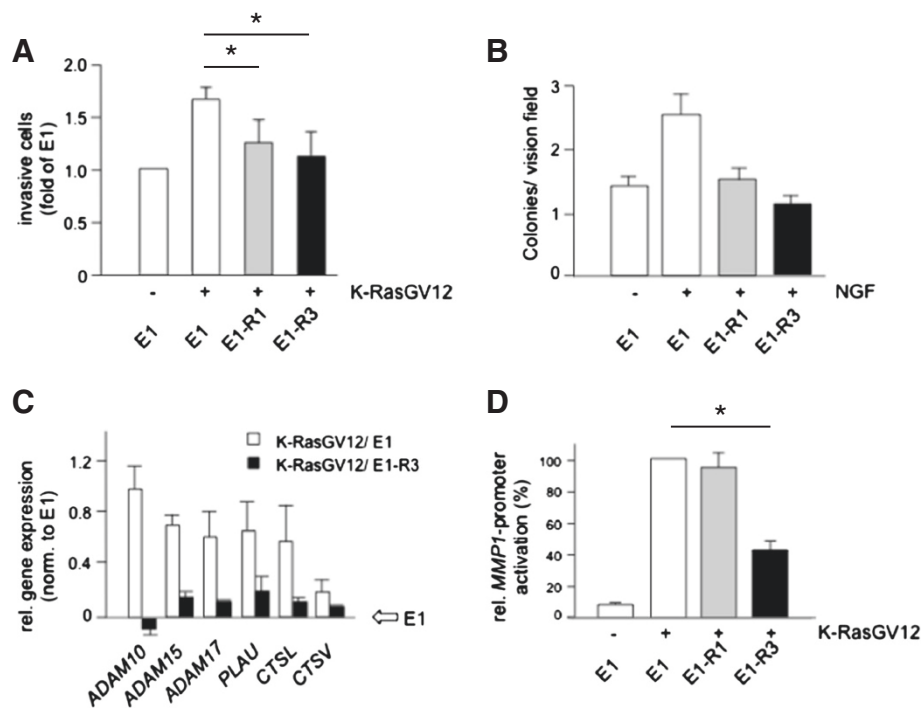 A
*
*
invasive cells
(fold of E1)
2.0
1.5
1.0
0.5
0
- + + + K-RasGV12
E1 E1 E1-R1 E1-R3
B
Colonies/ vision field
3
2
1
0
- + + + NGF
E1 E1 E1-R1 E1-R3
C
rel. gene expression
(norm. to E1)
1.2
0.8
0.4
0
K-RasGV12/ E1
K-RasGV12/ E1-R3
E1
ADAM10 ADAM15 ADAM17 PLAU CTSL CTSV
D
*
rel. MMP1-promoter
activation (%)
100
80
60
40
20
0
- + + + K-RasGV12
E1 E1 E1-R1 E1-R3